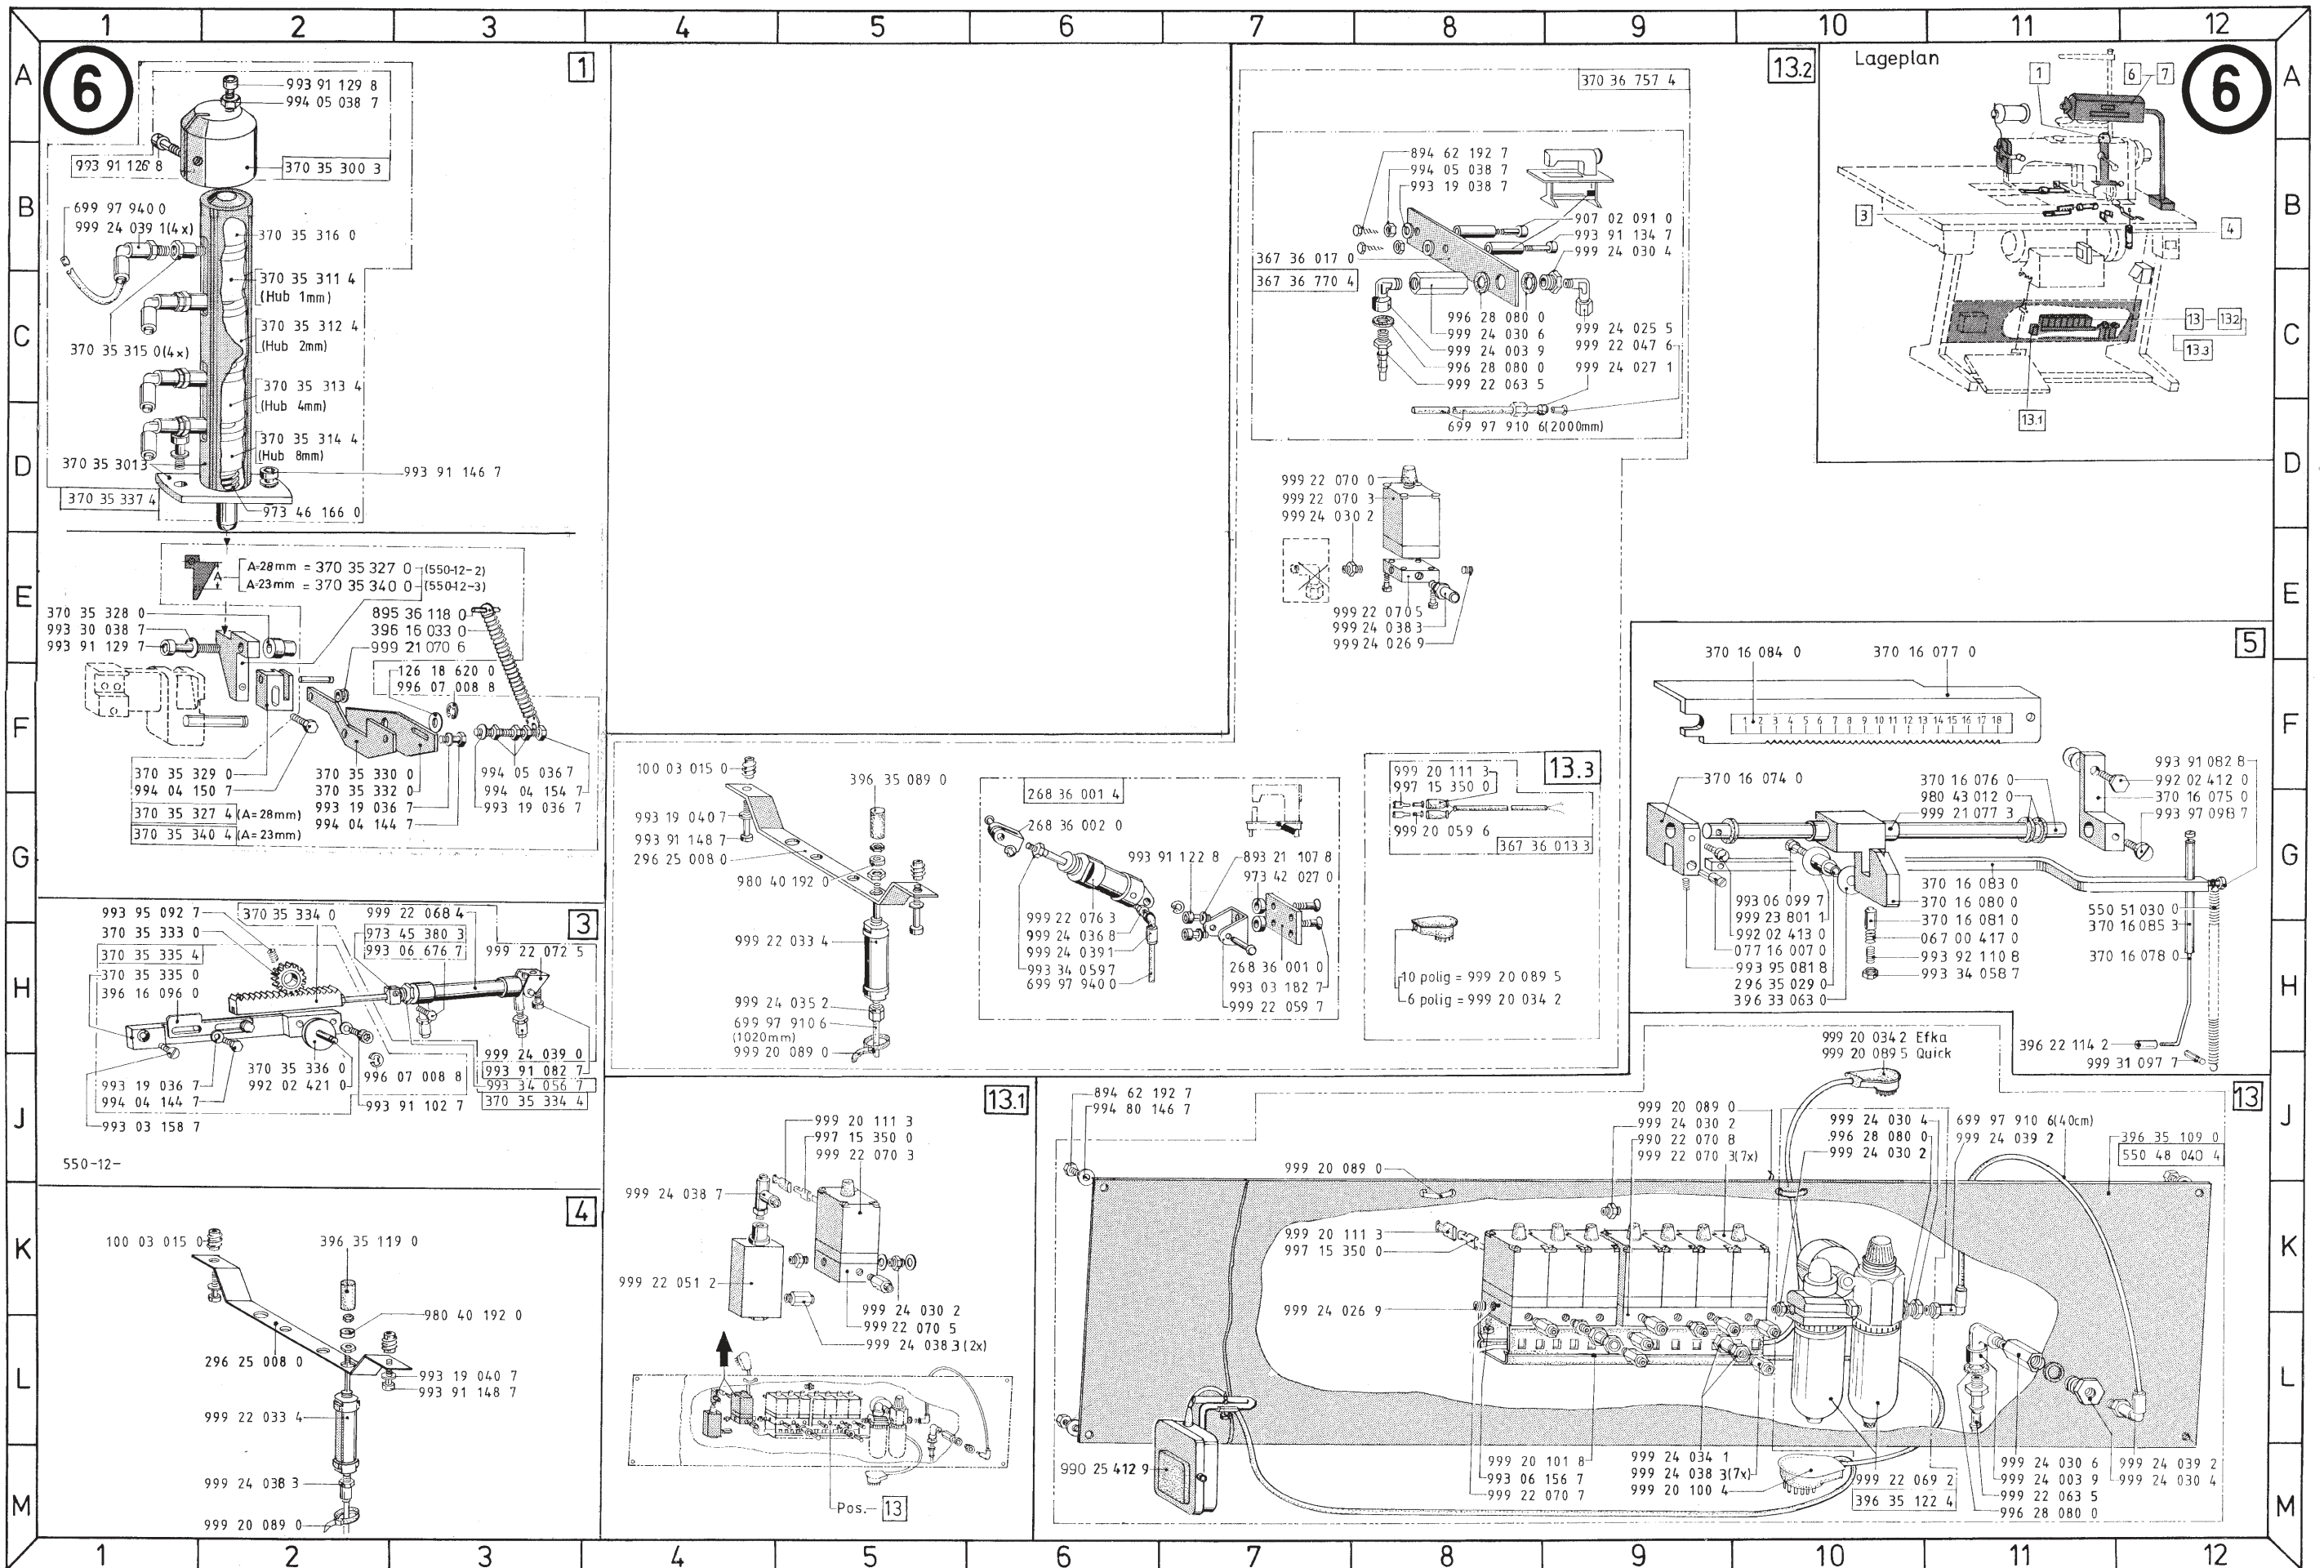 1 2 3 4 5 6 7 8 9 10 11 12
A
B
C
D
E
F
G
H
J
K
L
M
6
1
993 91 129 8
994 05 038 7
993 91 126 8
370 35 300 3
699 97 940 0
999 24 039 1(4x)
370 35 316 0
370 35 311 4
(Hub 1mm)
370 35 312 4
(Hub 2mm)
370 35 315 0(4x)
370 35 313 4
(Hub 4mm)
370 35 314 4
(Hub 8mm)
370 35 3013
993 91 146 7
370 35 337 4
973 46 166 0
A
A=28mm = 370 35 327 0 (550-12-2)
A=23mm = 370 35 340 0 (550-12-3)
370 35 328 0
993 30 038 7
993 91 129 7
895 36 118 0
396 16 033 0
999 21 070 6
126 18 620 0
996 07 008 8
370 35 329 0
994 04 150 7
370 35 327 4 (A=28mm)
370 35 340 4 (A=23mm)
370 35 330 0
370 35 332 0
993 19 036 7
994 04 144 7
994 05 036 7
994 04 154 7
993 19 036 7
3
993 95 092 7
370 35 333 0
370 35 335 4
370 35 335 0
396 16 096 0
370 35 334 0
999 22 068 4
973 45 380 3
993 06 676 7
999 22 072 5
993 19 036 7
994 04 144 7
993 03 158 7
370 35 336 0
992 02 421 0
996 07 008 8
993 91 102 7
999 24 039 0
993 91 082 7
993 34 056 7
370 35 334 4
550-12-
4
100 03 015 0
396 35 119 0
980 40 192 0
296 25 008 0
993 19 040 7
993 91 148 7
999 22 033 4
999 24 038 3
999 20 089 0
100 03 015 0
396 35 089 0
993 19 040 7
993 91 148 7
296 25 008 0
980 40 192 0
999 22 033 4
999 24 035 2
699 97 910 6
(1020mm)
999 20 089 0
268 36 001 4
268 36 002 0
993 91 122 8
893 21 107 8
973 42 027 0
999 22 076 3
999 24 036 8
999 24 039 1
993 34 059 7
699 97 940 0
268 36 001 0
993 03 182 7
999 22 059 7
13.3
999 20 111 3
997 15 350 0
999 20 059 6
367 36 013 3
10 polig = 999 20 089 5
6 polig = 999 20 034 2
13.2
370 36 757 4
894 62 192 7
994 05 038 7
993 19 038 7
907 02 091 0
993 91 134 7
999 24 030 4
367 36 017 0
367 36 770 4
996 28 080 0
999 24 030 6
999 24 003 9
996 28 080 0
999 22 063 5
999 24 025 5
999 22 047 6
999 24 027 1
699 97 910 6(2000mm)
999 22 070 0
999 22 070 3
999 24 030 2
999 22 070 5
999 24 038 3
999 24 026 9
Lageplan
6
1
6
7
3
4
13
13.2
13.3
13.1
5
370 16 084 0
370 16 077 0
1 2 3 4 5 6 7 8 9 10 11 12 13 14 15 16 17 18
370 16 074 0
370 16 076 0
980 43 012 0
999 21 077 3
993 91 082 8
992 02 412 0
370 16 075 0
993 97 098 7
993 06 099 7
999 23 801 1
992 02 413 0
077 16 007 0
993 95 081 8
296 35 029 0
396 33 063 0
370 16 083 0
370 16 080 0
370 16 081 0
067 00 417 0
993 92 110 8
993 34 058 7
550 51 030 0
370 16 085 3
370 16 078 0
396 22 114 2
999 31 097 7
13.1
999 20 111 3
997 15 350 0
999 22 070 3
999 24 038 7
999 22 051 2
999 24 030 2
999 22 070 5
999 24 038 3(2x)
Pos. 13
13
894 62 192 7
994 80 146 7
999 20 034 2 Efka
999 20 089 5 Quick
999 20 089 0
999 24 030 2
990 22 070 8
999 22 070 3(7x)
999 24 030 4
996 28 080 0
999 24 030 2
699 97 910 6(40cm)
999 24 039 2
396 35 109 0
550 48 040 4
999 20 089 0
999 20 111 3
997 15 350 0
999 24 026 9
990 25 412 9
999 20 101 8
993 06 156 7
999 22 070 7
999 24 034 1
999 24 038 3(7x)
999 20 100 4
999 22 069 2
396 35 122 4
999 24 030 6
999 24 003 9
999 22 063 5
996 28 080 0
999 24 039 2
999 24 030 4
A
B
C
D
E
F
G
H
J
K
L
M
1 2 3 4 5 6 7 8 9 10 11 12